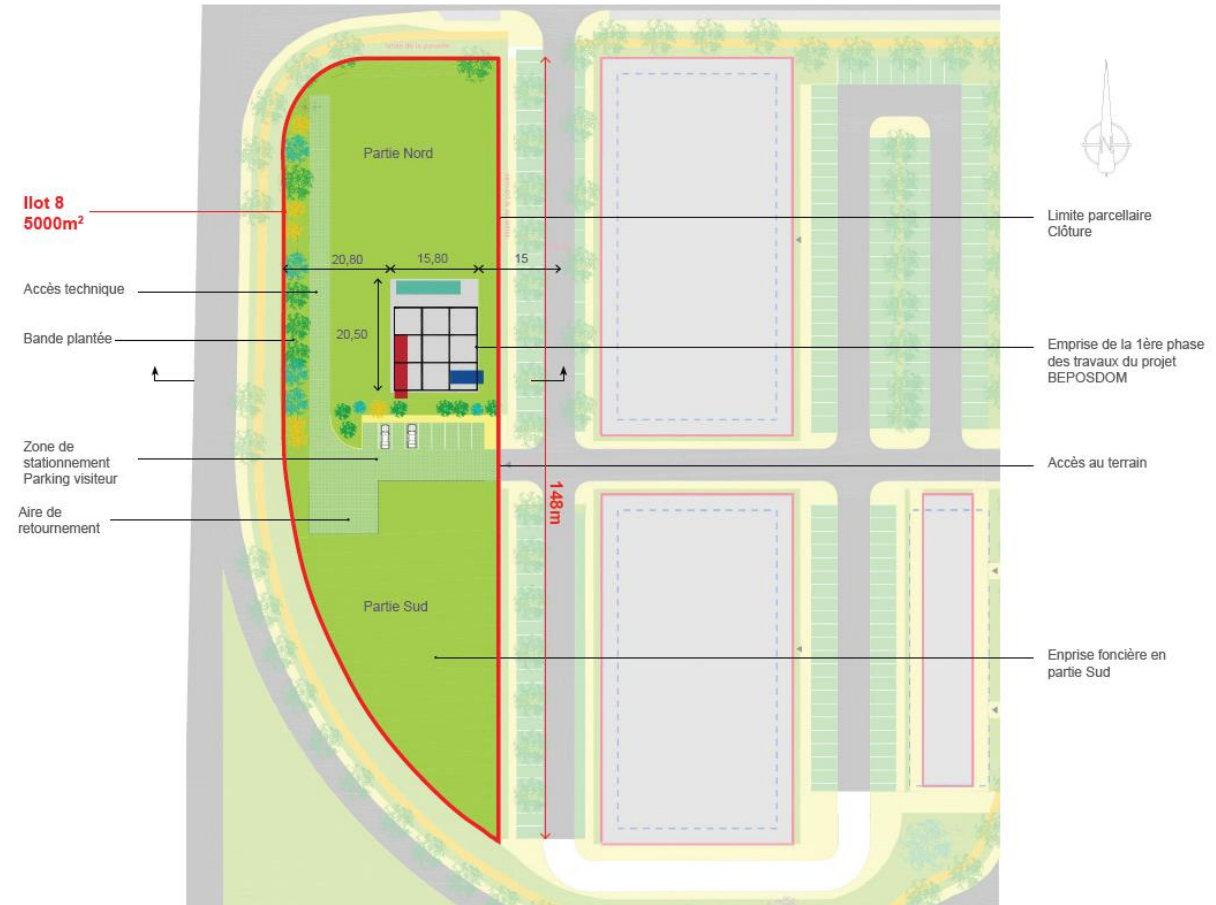 Ilot 8
5000m²
Accès technique
Bande plantée
Zone de
stationnement
Parking visiteur
Aire de
retournement
Partie Nord
20,80
15,80
15
20,50
148m
Partie Sud
N
Limite parcellaire
Clôture
Emprise de la 1ère phase
des travaux du projet
BEPOSDOM
Accès au terrain
Enprise foncière en
partie Sud